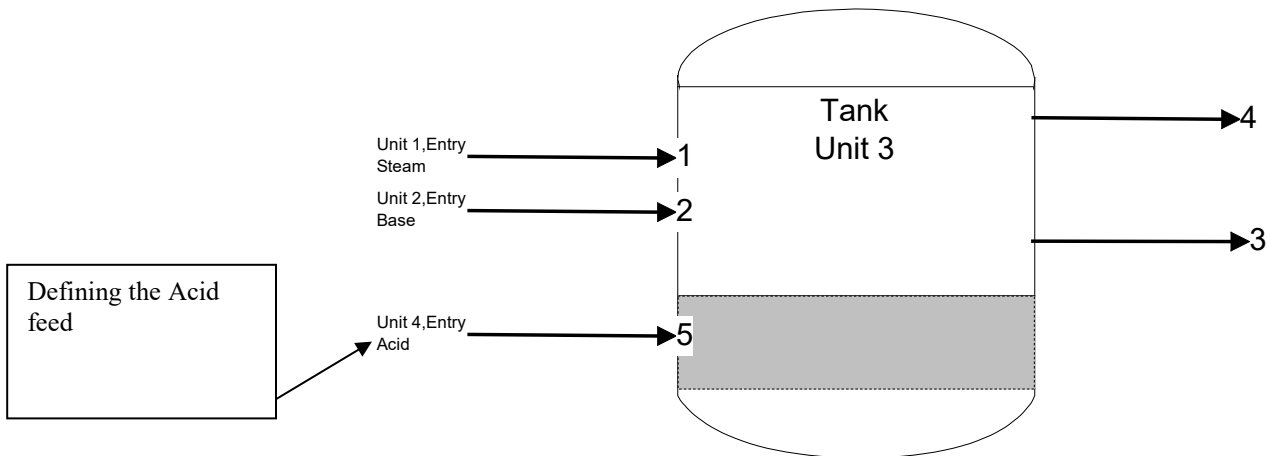 Tank
Unit 3
4
Unit 1,Entry
Steam
1
Unit 2,Entry
Base
2
3
Defining the Acid
feed
Unit 4,Entry
Acid
5